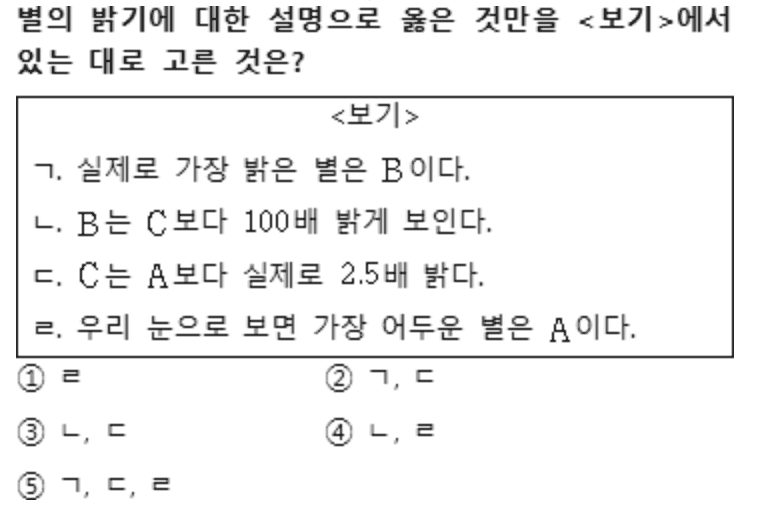 별의 밝기에 대한 설명으로 옳은 것만을 <보기>에서
있는 대로 고른 것은?
<보기>
ㄱ. 실제로 가장 밝은 별은 B이다.
ㄴ. B는 C보다 100배 밝게 보인다.
ㄷ. C는 A보다 실제로 2.5배 밝다.
ㄹ. 우리 눈으로 보면 가장 어두운 별은 A이다.
① ㄹ ② ㄱ, ㄷ
③ ㄴ, ㄷ ④ ㄴ, ㄹ
⑤ ㄱ, ㄷ, ㄹ